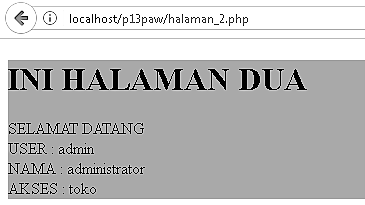 localhost/p13paw/halaman_2.php
INI HALAMAN DUA
SELAMAT DATANG
USER : admin
NAMA : administrator
AKSES : toko